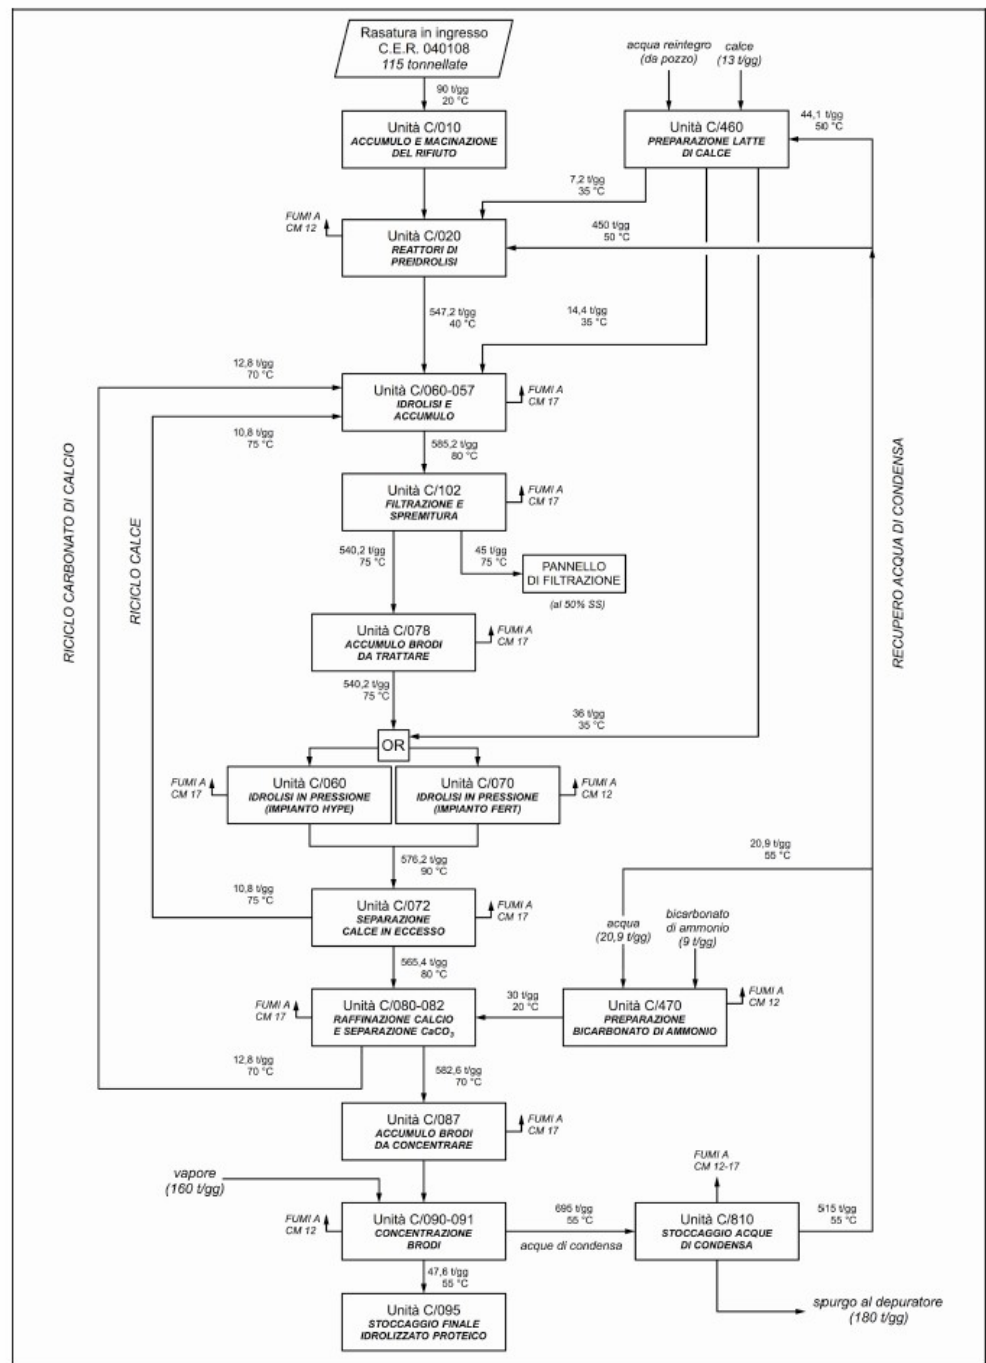 Rasatura in ingresso
C.E.R. 040108
115 tonnellate
acqua reintegro
(da pozzo)
calce
(13 t/gg)
90 t/gg
20 °C
44,1 t/gg
50 °C
Unità C/010
ACCUMULO E MACINAZIONE
DEL RIFIUTO
Unità C/460
PREPARAZIONE LATTE
DI CALCE
7,2 t/gg
35 °C
FUMI A
CM 12
Unità C/020
REATTORI DI
PREIDROLISI
450 t/gg
50 °C
547,2 t/gg
40 °C
14,4 t/gg
35 °C
12,8 t/gg
70 °C
Unità C/060-057
IDROLISI E
ACCUMULO
FUMI A
CM 17
10,8 t/gg
75 °C
585,2 t/gg
80 °C
RICICLO CARBONATO DI CALCIO
RICICLO CALCE
RECUPERO ACQUA DI CONDENSA
Unità C/102
FILTRAZIONE E
SPREMITURA
FUMI A
CM 17
540,2 t/gg
75 °C
45 t/gg
75 °C
PANNELLO
DI FILTRAZIONE
(al 50% SS)
Unità C/078
ACCUMULO BRODI
DA TRATTARE
FUMI A
CM 17
540,2 t/gg
75 °C
36 t/gg
35 °C
OR
FUMI A
CM 17
Unità C/060
IDROLISI IN PRESSIONE
(IMPIANTO HYPE)
Unità C/070
IDROLISI IN PRESSIONE
(IMPIANTO FERT)
FUMI A
CM 12
576,2 t/gg
90 °C
20,9 t/gg
55 °C
10,8 t/gg
75 °C
Unità C/072
SEPARAZIONE
CALCE IN ECCESSO
FUMI A
CM 17
acqua
(20,9 t/gg)
bicarbonato
di ammonio
(9 t/gg)
565,4 t/gg
80 °C
FUMI A
CM 17
Unità C/080-082
RAFFINAZIONE CALCIO
E SEPARAZIONE CaCO₃
30 t/gg
20 °C
Unità C/470
PREPARAZIONE
BICARBONATO DI AMMONIO
FUMI A
CM 12
12,8 t/gg
70 °C
582,6 t/gg
70 °C
Unità C/087
ACCUMULO BRODI
DA CONCENTRARE
FUMI A
CM 17
vapore
(160 t/gg)
FUMI A
CM 12-17
FUMI A
CM 12
Unità C/090-091
CONCENTRAZIONE
BRODI
695 t/gg
55 °C
acque di condensa
Unità C/810
STOCCAGGIO ACQUE
DI CONDENSA
515 t/gg
55 °C
47,6 t/gg
55 °C
Unità C/095
STOCCAGGIO FINALE
IDROLIZZATO PROTEICO
spurgo al depuratore
(180 t/gg)